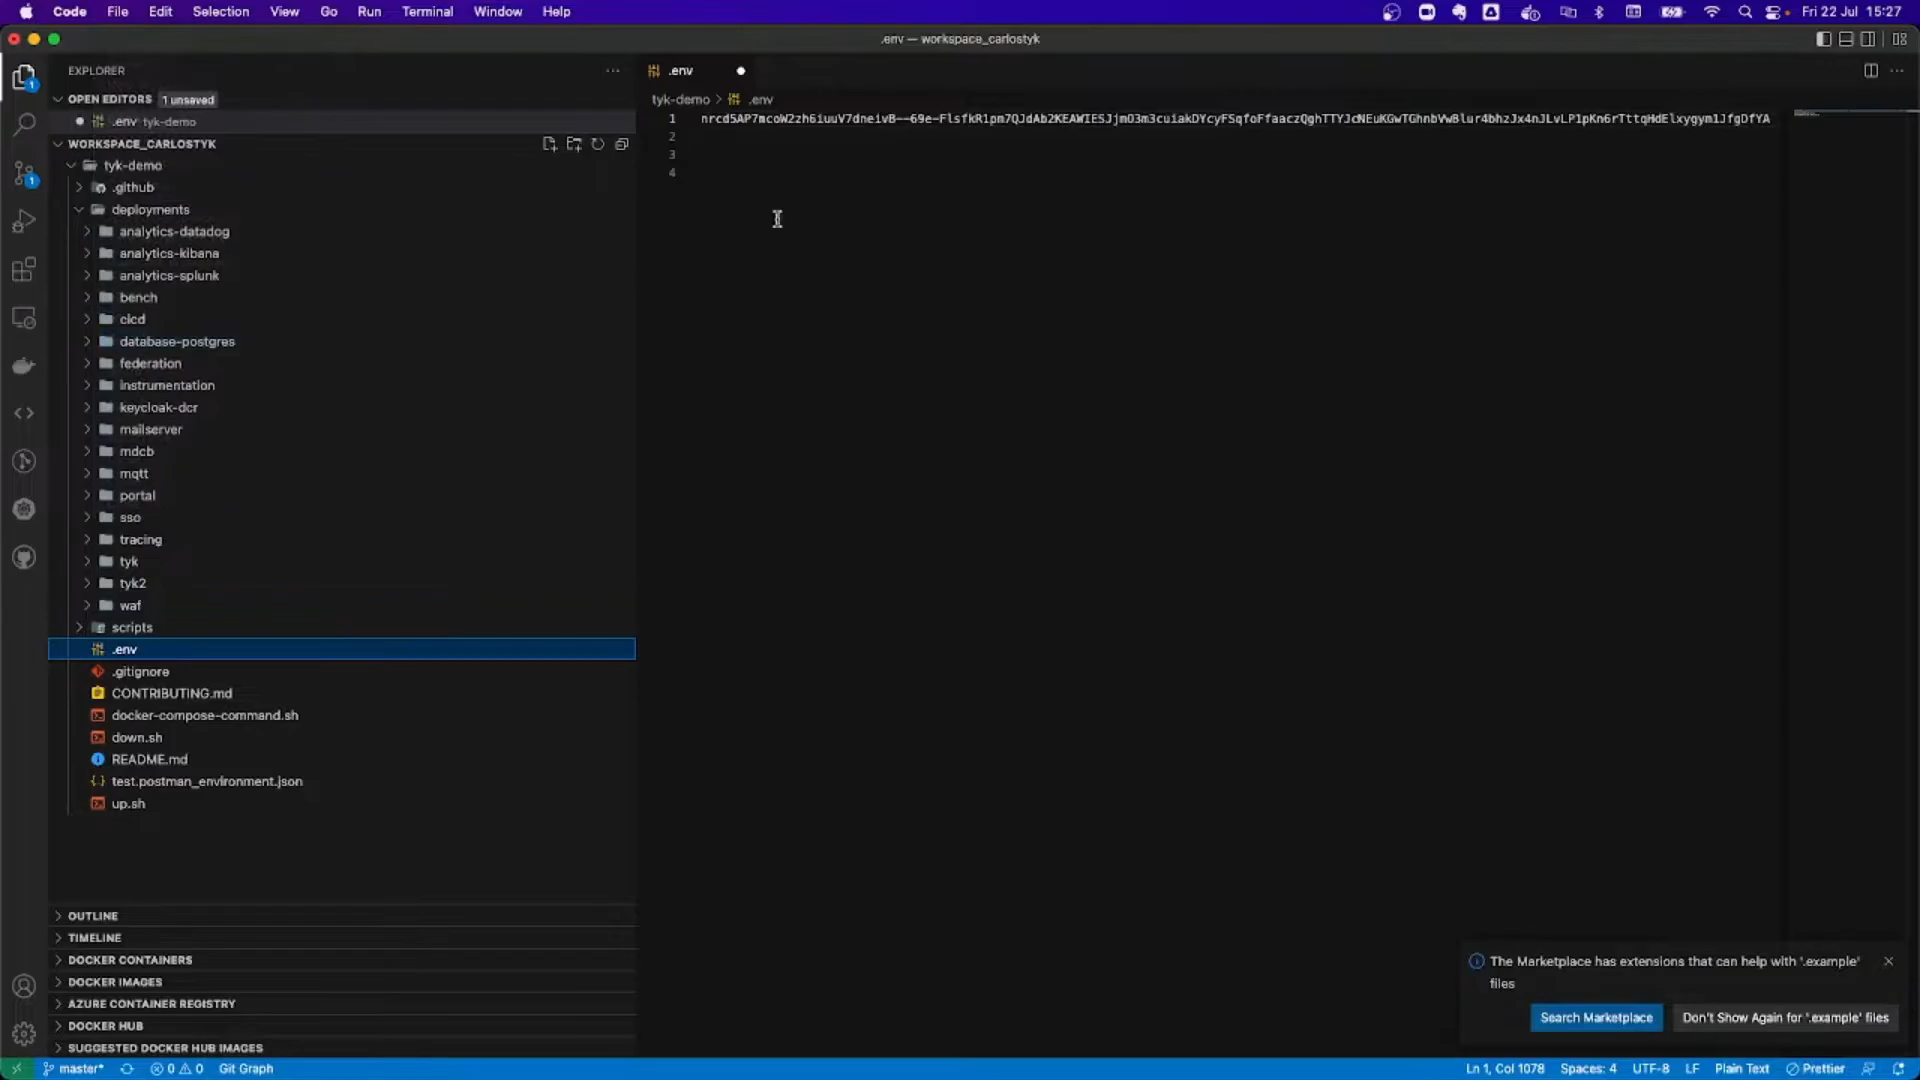 Code File Edit Selection View Go Run Terminal Window Help Fri 22 Jul 15:27
.env — workspace_carlostyk
EXPLORER
OPEN EDITORS 1 unsaved
.env tyk-demo
WORKSPACE_CARLOSTYK
tyk-demo
.github
deployments
analytics-datadog
analytics-kibana
analytics-splunk
bench
cicd
database-postgres
federation
instrumentation
keycloak-dcr
mailserver
mdcb
mqtt
portal
sso
tracing
tyk
tyk2
waf
scripts
.env
.gitignore
CONTRIBUTING.md
docker-compose-command.sh
down.sh
README.md
test.postman_environment.json
up.sh
OUTLINE
TIMELINE
DOCKER CONTAINERS
DOCKER IMAGES
AZURE CONTAINER REGISTRY
DOCKER HUB
SUGGESTED DOCKER HUB IMAGES
.env
tyk-demo > .env
1
2
3
4
The Marketplace has extensions that can help with '.example'
files
Search Marketplace Don't Show Again for '.example' files
master* 0 0 Git Graph Ln 1, Col 1078 Spaces: 4 UTF-8 LF Plain Text Prettier